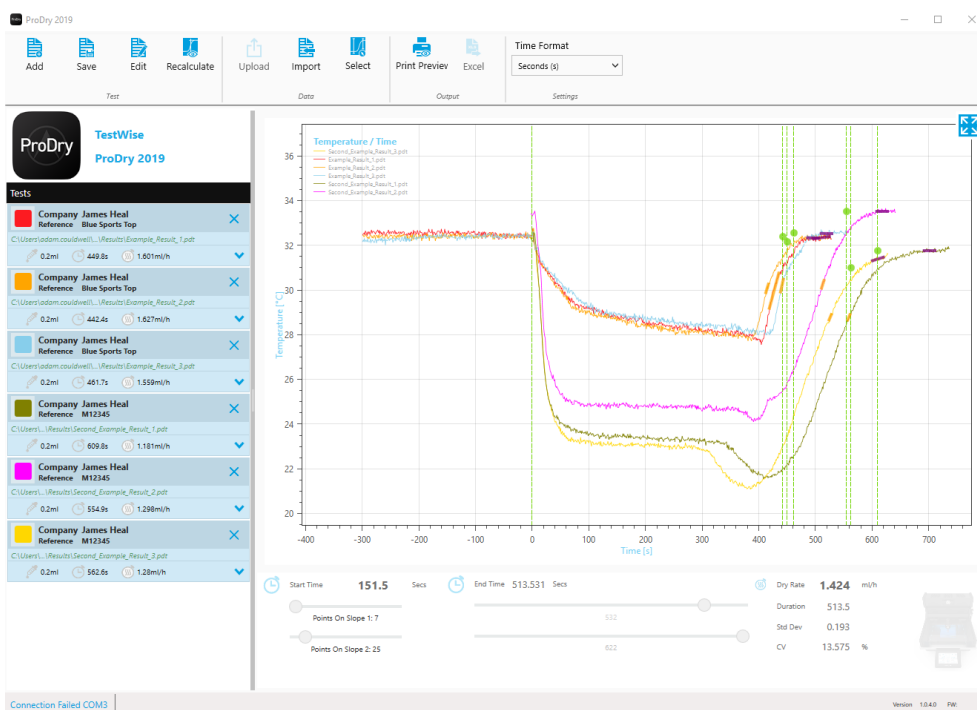 ProDry 2019
Add Save Edit Recalculate Upload Import Select Print Preview Excel
Time Format
Seconds (s)
Test Data Output Settings
ProDry
TestWise
ProDry 2019
Tests
Company James Heal
Reference Blue Sports Top
C:\Users\adam.couldwell\...\Results\Example_Result_1.pdt
0.2ml 449.8s 1.601ml/h
Company James Heal
Reference Blue Sports Top
C:\Users\adam.couldwell\...\Results\Example_Result_2.pdt
0.2ml 442.4s 1.627ml/h
Company James Heal
Reference Blue Sports Top
C:\Users\adam.couldwell\...\Results\Example_Result_3.pdt
0.2ml 461.7s 1.559ml/h
Company James Heal
Reference M12345
C:\Users\...\Results\Second_Example_Result_1.pdt
0.2ml 609.8s 1.181ml/h
Company James Heal
Reference M12345
C:\Users\...\Results\Second_Example_Result_2.pdt
0.2ml 554.9s 1.298ml/h
Company James Heal
Reference M12345
C:\Users\...\Results\Second_Example_Result_3.pdt
0.2ml 562.6s 1.28ml/h
Temperature / Time
Second_Example_Result_3.pdt
Example_Result_1.pdt
Example_Result_2.pdt
Example_Result_3.pdt
Second_Example_Result_1.pdt
Second_Example_Result_2.pdt
Temperature [°C]
36
34
32
30
28
26
24
22
20
-400 -300 -200 -100 0 100 200 300 400 500 600 700
Time [s]
Start Time 151.5 Secs
Points On Slope 1: 7
Points On Slope 2: 25
End Time 513.531 Secs
532
622
Dry Rate 1.424 ml/h
Duration 513.5
Std Dev 0.193
CV 13.575 %
Connection Failed COM3
Version 1.0.4.0 FW: